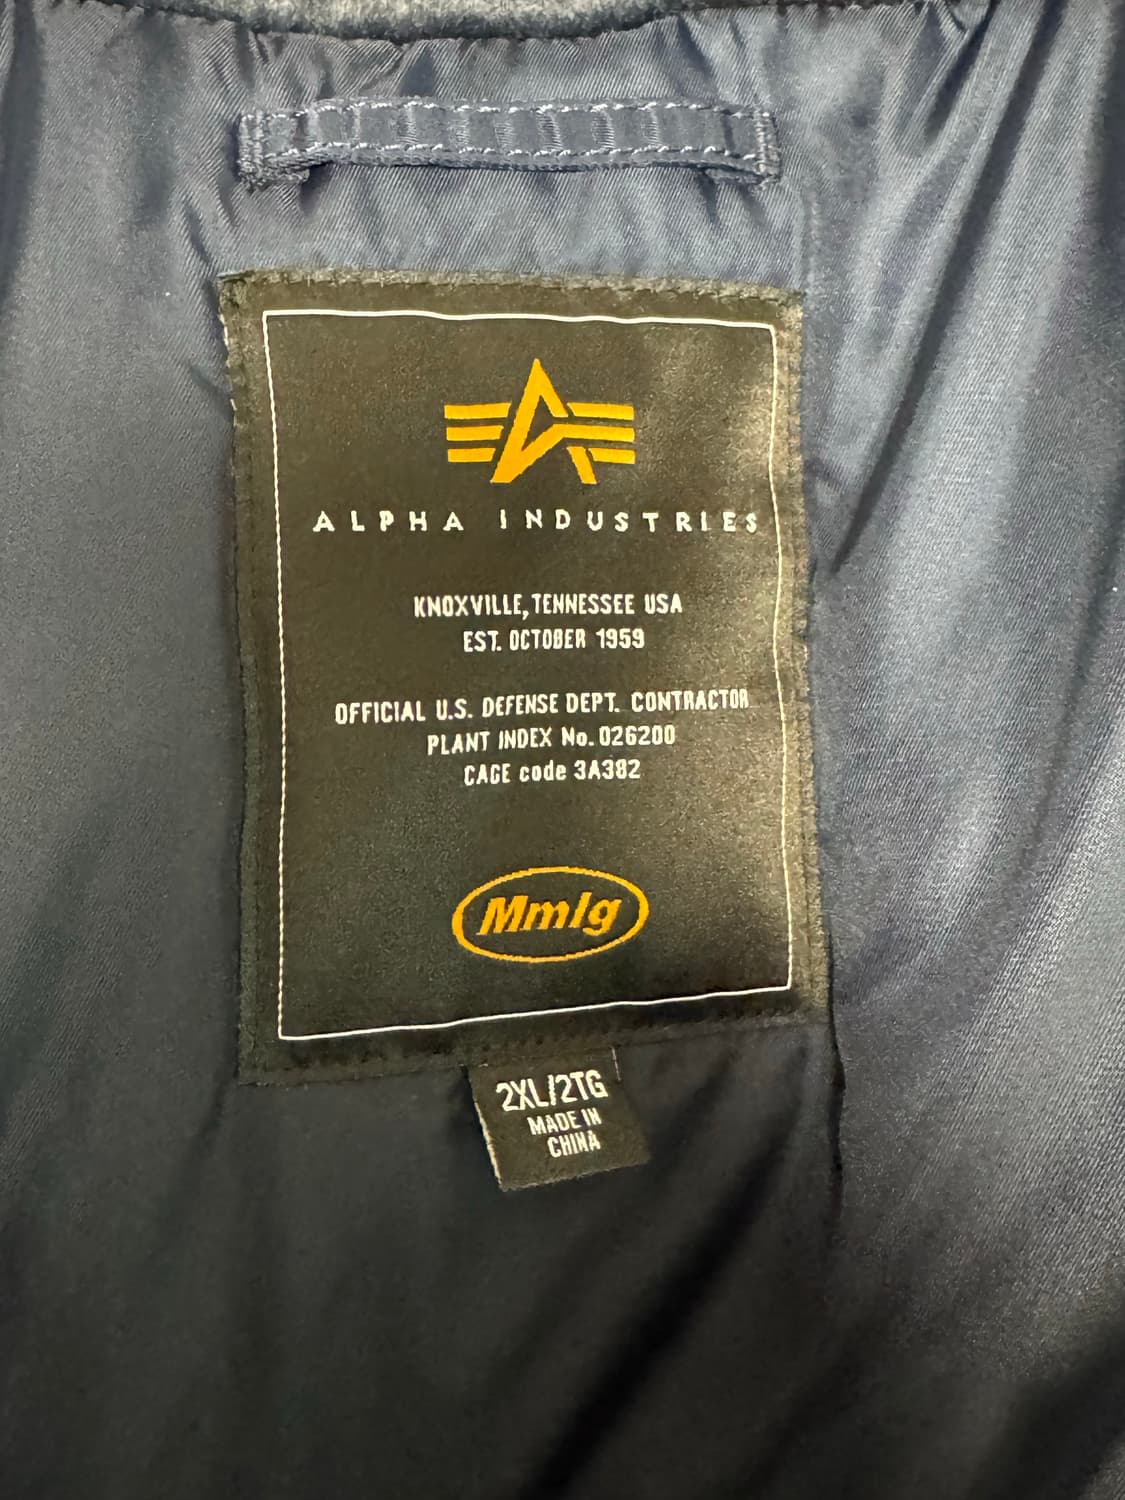 ALPHA INDUSTRIES
KNOXVILLE, TENNESSEE USA
EST. OCTOBER 1959
OFFICIAL U.S. DEFENSE DEPT. CONTRACTOR
PLANT INDEX No. 026200
CAGE code 3A382
Mmlg
2XL/2TG
MADE IN
CHINA